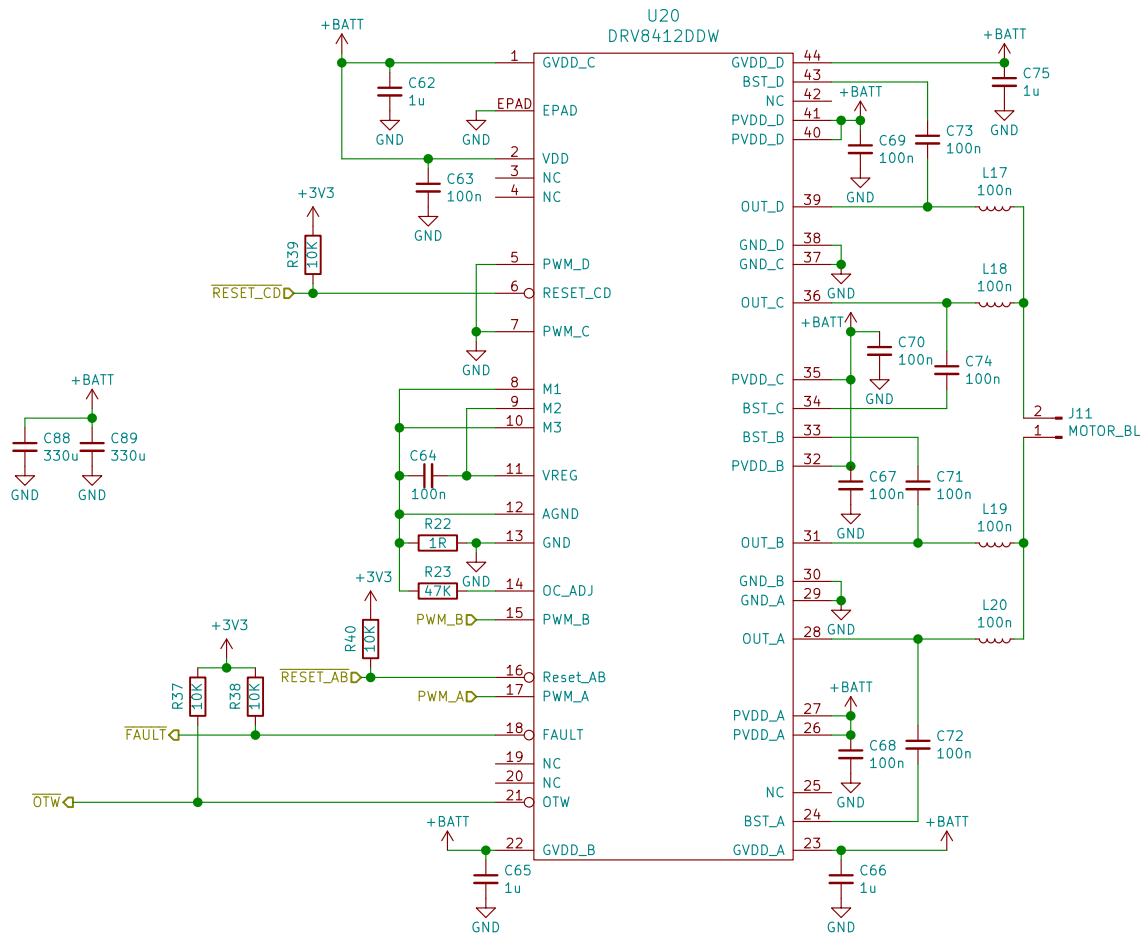 U20
DRV8412DDW
+BATT
1
GVDD_C
C62
1u
GND
EPAD
EPAD
GND
2
VDD
3
NC
4
NC
C63
100n
GND
+3V3
R39
10K
5
PWM_D
RESET_CD
6
RESET_CD
7
PWM_C
GND
+BATT
C88
330u
C89
330u
GND
GND
8
M1
9
M2
10
M3
C64
100n
11
VREG
12
AGND
R22
1R
13
GND
GND
R23
47K
14
OC_ADJ
PWM_B
15
PWM_B
+3V3
R40
10K
RESET_AB
16
Reset_AB
PWM_A
17
PWM_A
+3V3
R37
10K
R38
10K
FAULT
18
FAULT
19
NC
20
NC
OTW
21
OTW
+BATT
22
GVDD_B
C65
1u
GND
GVDD_D
44
+BATT
C75
1u
GND
BST_D
43
NC
42
+BATT
PVDD_D
41
PVDD_D
40
C69
100n
GND
C73
100n
L17
100n
OUT_D
39
GND_D
38
GND_C
37
GND
L18
100n
OUT_C
36
+BATT
C70
100n
GND
C74
100n
PVDD_C
35
BST_C
34
2
J11
1
MOTOR_BL
BST_B
33
PVDD_B
32
C67
100n
GND
C71
100n
L19
100n
OUT_B
31
GND_B
30
GND_A
29
GND
L20
100n
OUT_A
28
+BATT
PVDD_A
27
PVDD_A
26
C68
100n
GND
C72
100n
NC
25
BST_A
24
+BATT
GVDD_A
23
C66
1u
GND